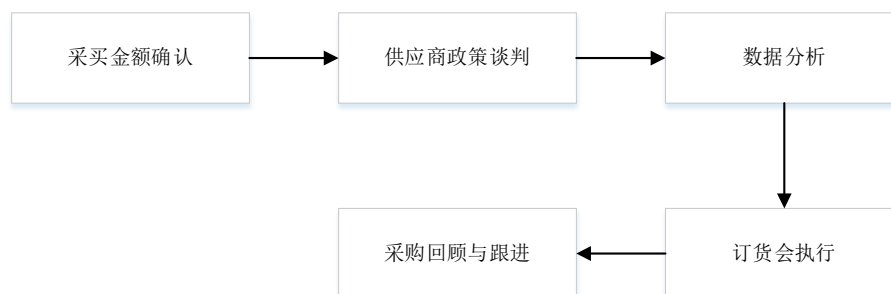 采买金额确认
供应商政策谈判
数据分析
订货会执行
采购回顾与跟进